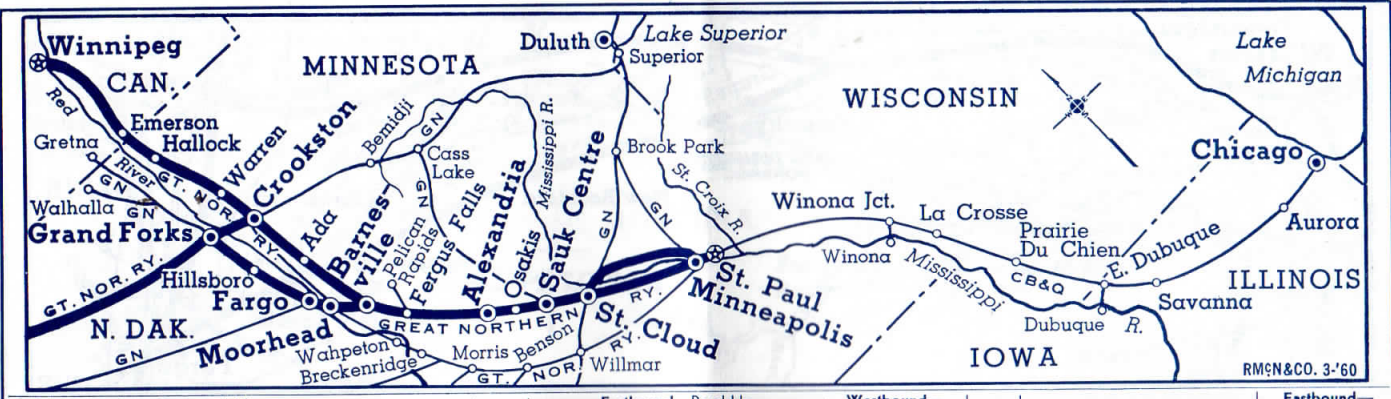 Winnipeg
CAN.
Red
River
Emerson
Hallock
Gretna
GN
Walhalla
GN
GT. NOR. RY.
Warren
Crookston
Grand Forks
GT. NOR. RY.
Hillsboro
Fargo
N. DAK.
GN
Moorhead
Ada
Barnes-
ville
MINNESOTA
Bemidji
GN
Cass
Lake
GN
Pelican
Rapids
Fergus Falls
Alexandria
Osakis
Sauk Centre
Mississippi R.
GREAT NORTHERN RY.
Wahpeton
Breckenridge
Morris
Benson
GT. NOR. RY.
Willmar
St. Cloud
Duluth
Lake Superior
Superior
Brook Park
GN
GN
St. Croix R.
St. Paul
Minneapolis
WISCONSIN
Winona Jct.
Winona
La Crosse
Prairie
Du Chien
Mississippi
R.
CB&Q
E. Dubuque
Dubuque
Savanna
IOWA
ILLINOIS
Aurora
Chicago
Lake
Michigan
RMCN&CO. 3-'60
Westbound
Eastbound—